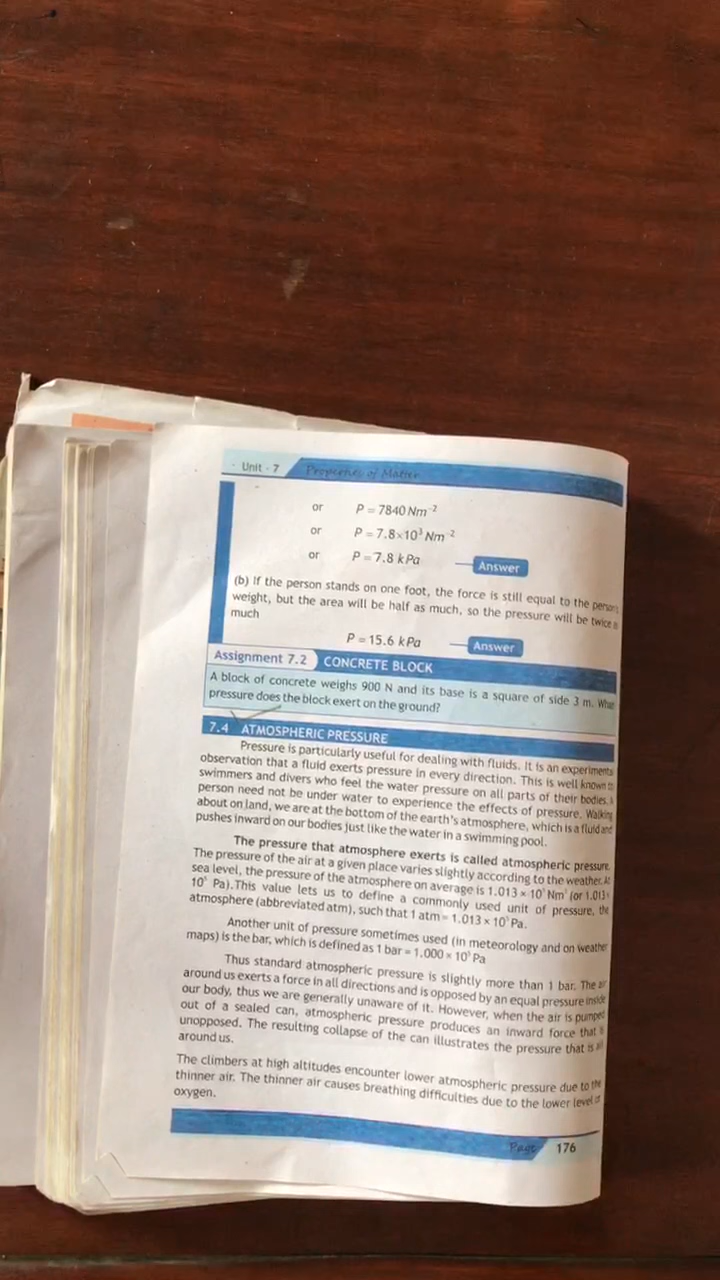 Unit - 7 Properties of Matter
or P = 7840 Nm⁻²
or P = 7.8×10³ Nm⁻²
or P = 7.8 kPa Answer
(b) If the person stands on one foot, the force is still equal to the
weight, but the area will be half as much, so the pressure will be twice
much
P = 15.6 kPa Answer
Assignment 7.2 CONCRETE BLOCK
A block of concrete weighs 900 N and its base is a square of side 3 m. What
pressure does the block exert on the ground?
7.4 ATMOSPHERIC PRESSURE
Pressure is particularly useful for dealing with fluids. It is an experimental
observation that a fluid exerts pressure in every direction. This is well known
swimmers and divers who feel the water pressure on all parts of their bodies.
person need not be under water to experience the effects of pressure. Walking
about on land, we are at the bottom of the earth's atmosphere, which is a fluid and
pushes inward on our bodies just like the water in a swimming pool.
The pressure that atmosphere exerts is called atmospheric pressure.
The pressure of the air at a given place varies slightly according to the weather. At
sea level, the pressure of the atmosphere on average is 1.013 × 10⁵ (or 1.013 ×
10⁵ Pa). This value lets us to define a commonly used unit of pressure, the
atmosphere (abbreviated atm), such that 1 atm = 1.013 × 10⁵ Pa.
Another unit of pressure sometimes used (in meteorology and on weather
maps) is the bar, which is defined as 1 bar = 1.000 × 10⁵ Pa
Thus standard atmospheric pressure is slightly more than 1 bar. The air
around us exerts a force in all directions and is opposed by an equal pressure inside
our body, thus we are generally unaware of it. However, when the air is pumped
out of a sealed can, atmospheric pressure produces an inward force that is
unopposed. The resulting collapse of the can illustrates the pressure that is all
around us.
The climbers at high altitudes encounter lower atmospheric pressure due to the
thinner air. The thinner air causes breathing difficulties due to the lower level of
oxygen.
Page 176